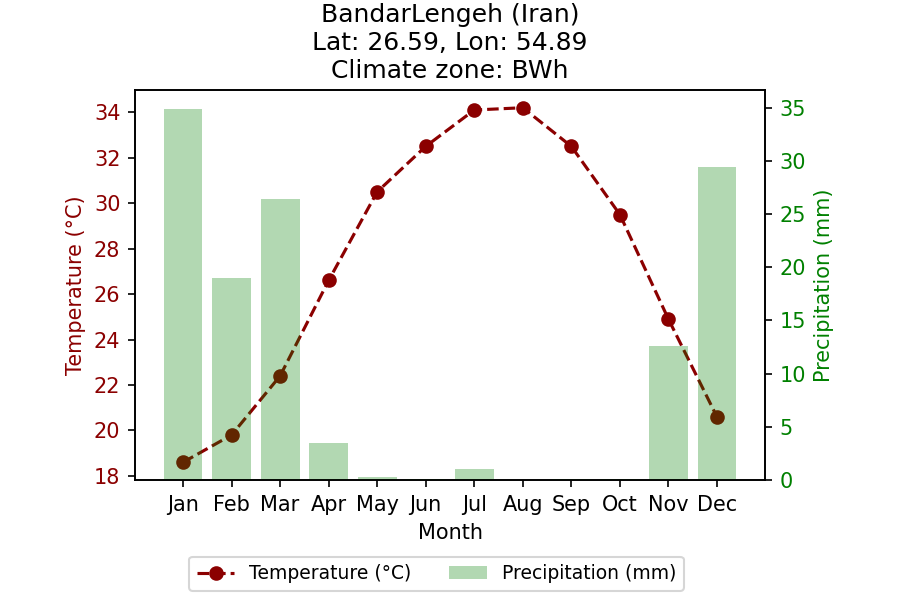 BandarLengeh (Iran)
Lat: 26.59, Lon: 54.89
Climate zone: BWh
34
32
30
28
26
24
22
20
18
Temperature (°C)
35
30
25
20
15
10
5
0
Precipitation (mm)
Jan Feb Mar Apr May Jun Jul Aug Sep Oct Nov Dec
Month
Temperature (°C) Precipitation (mm)